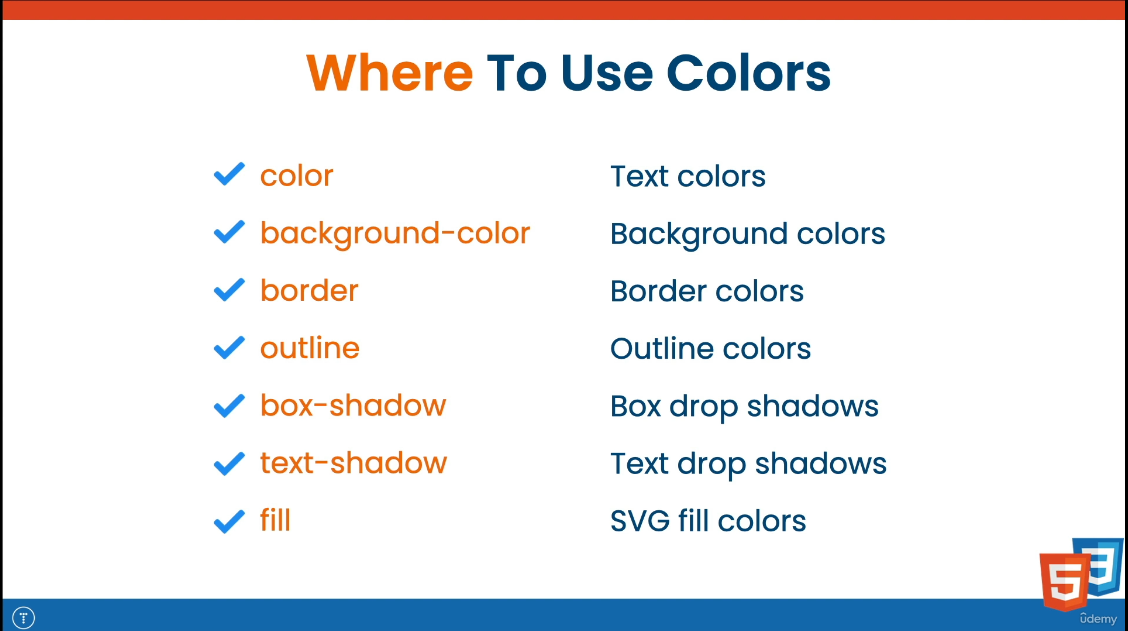 Where To Use Colors
color Text colors
background-color Background colors
border Border colors
outline Outline colors
box-shadow Box drop shadows
text-shadow Text drop shadows
fill SVG fill colors
5 3
T
ûdemy